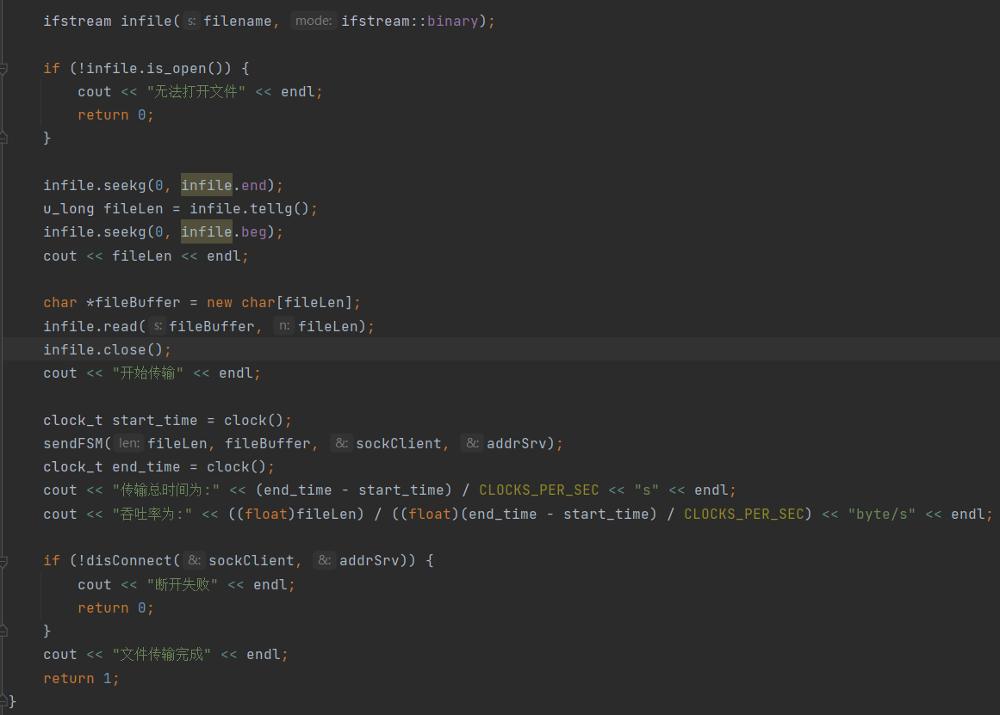 ifstream infile( s: filename, mode: ifstream::binary);
if (!infile.is_open()) {
cout << "无法打开文件" << endl;
return 0;
}
infile.seekg(0, infile.end);
u_long fileLen = infile.tellg();
infile.seekg(0, infile.beg);
cout << fileLen << endl;
char *fileBuffer = new char[fileLen];
infile.read( s: fileBuffer, n: fileLen);
infile.close();
cout << "开始传输" << endl;
clock_t start_time = clock();
sendFSM( len: fileLen, fileBuffer, &: sockClient, &: addrSrv);
clock_t end_time = clock();
cout << "传输总时间为:" << (end_time - start_time) / CLOCKS_PER_SEC << "s" << endl;
cout << "吞吐率为:" << ((float)fileLen) / ((float)(end_time - start_time) / CLOCKS_PER_SEC) << "byte/s" << endl;
if (!disConnect( &: sockClient, &: addrSrv)) {
cout << "断开失败" << endl;
return 0;
}
cout << "文件传输完成" << endl;
return 1;
}